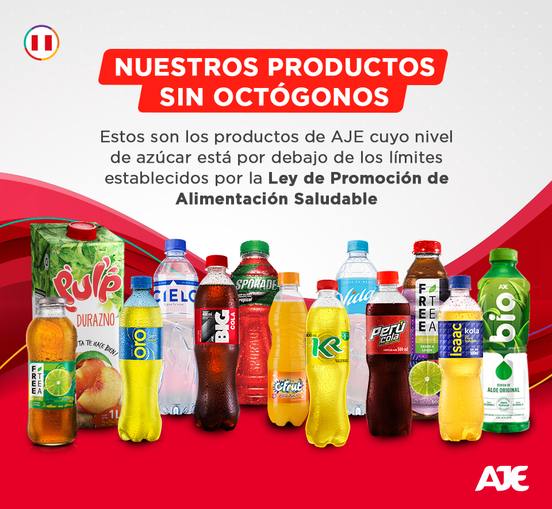 NUESTROS PRODUCTOS
SIN OCTÓGONOS
Estos son los productos de AJE cuyo nivel
de azúcar está por debajo de los límites
establecidos por la Ley de Promoción de
Alimentación Saludable
Pulp
DURAZNO
1L
FREE
TEA
oro
CIELO
BIG
COLA
SPORADE
Cifrut
KR
Vida
Perú
cola
FREE
TEA
Isaac
kola
AJE
bio
ALOE ORIGINAL
AJE